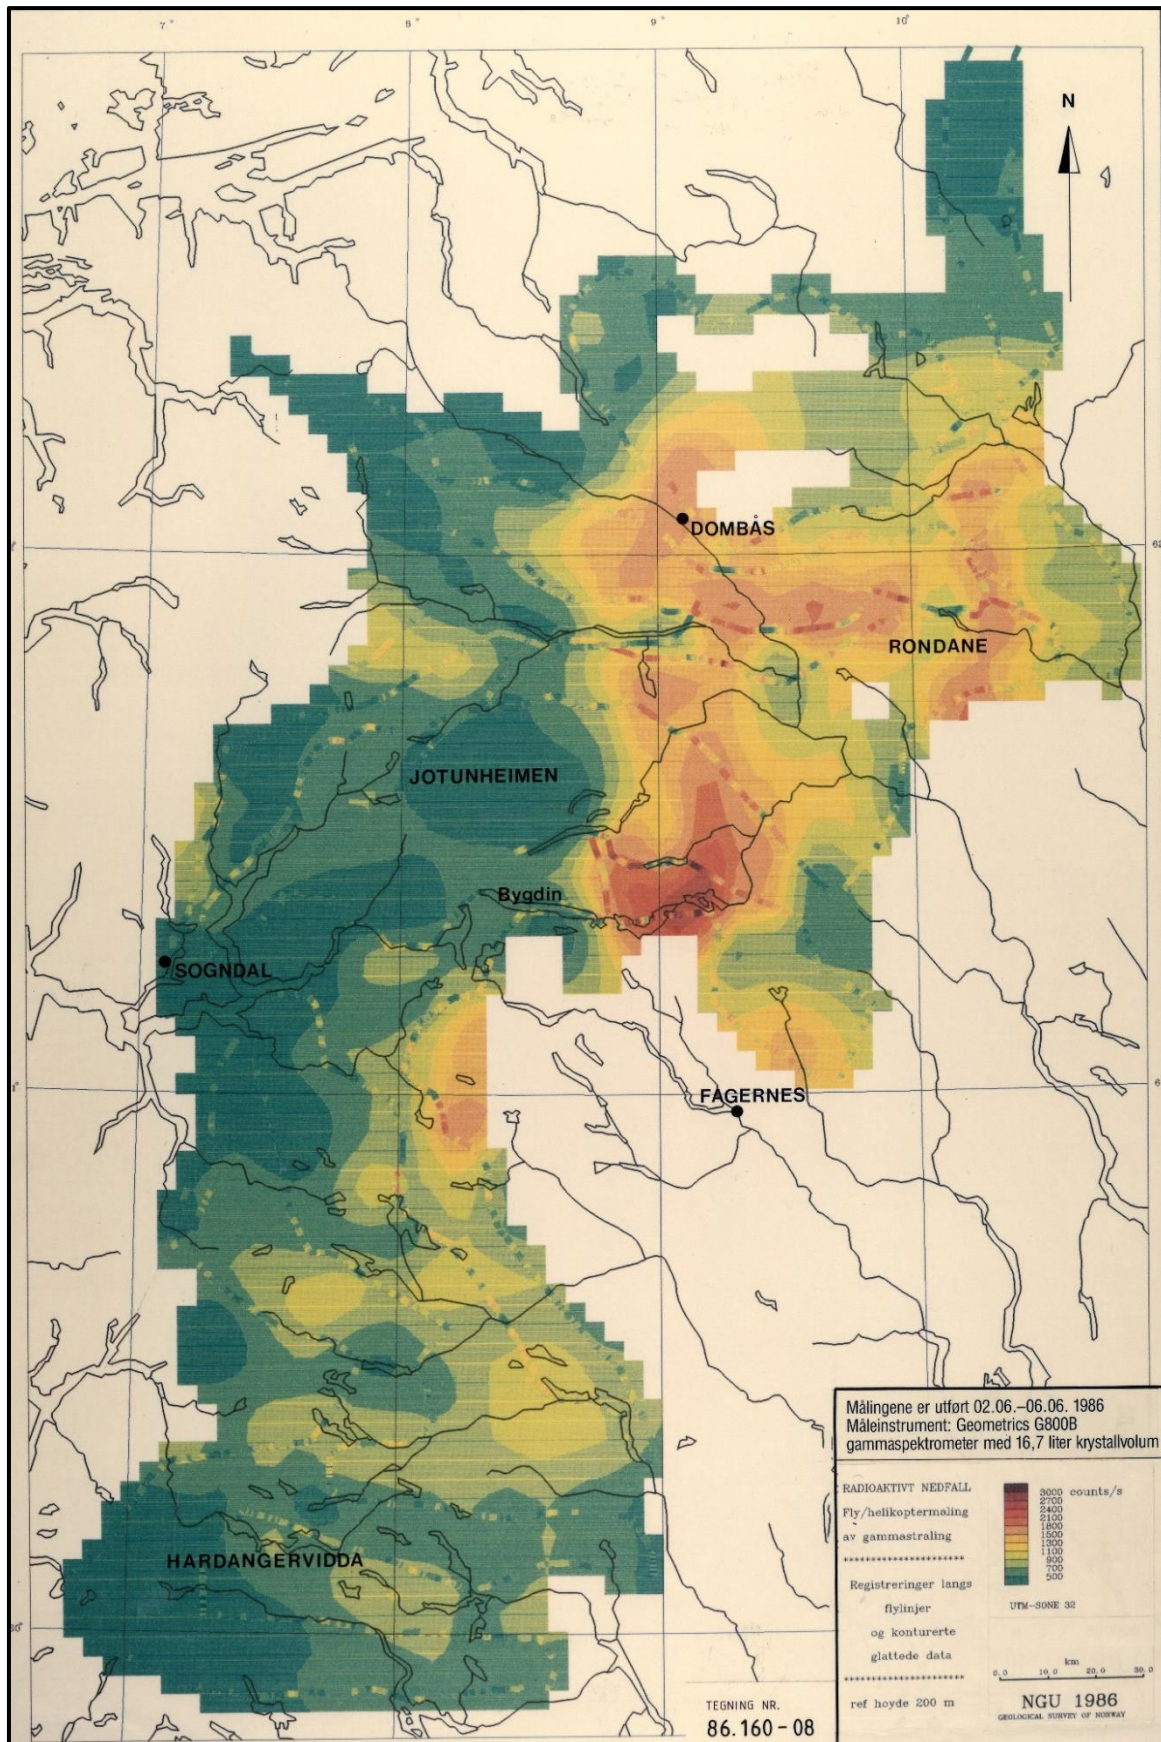 7°
8°
9°
10°
N
DOMBÅS
62
RONDANE
JOTUNHEIMEN
Bygdin
SOGNDAL
FAGERNES
HARDANGERVIDDA
Målingene er utført 02.06.–06.06. 1986
Måleinstrument: Geometrics G800B
gammaspektrometer med 16,7 liter krystallvolum
RADIOAKTIVT NEDFALL
Fly/helikoptermaling
av gammastraling
***********************
Registreringer langs
flylinjer
og konturerte
glattede data
***********************
ref hoyde 200 m
3000 counts/s
2700
2400
2100
1800
1500
1300
1100
900
700
500
UTM-SONE 32
km
0.0 10.0 20.0 30.0
NGU 1986
GEOLOGICAL SURVEY OF NORWAY
TEGNING NR.
86.160-08